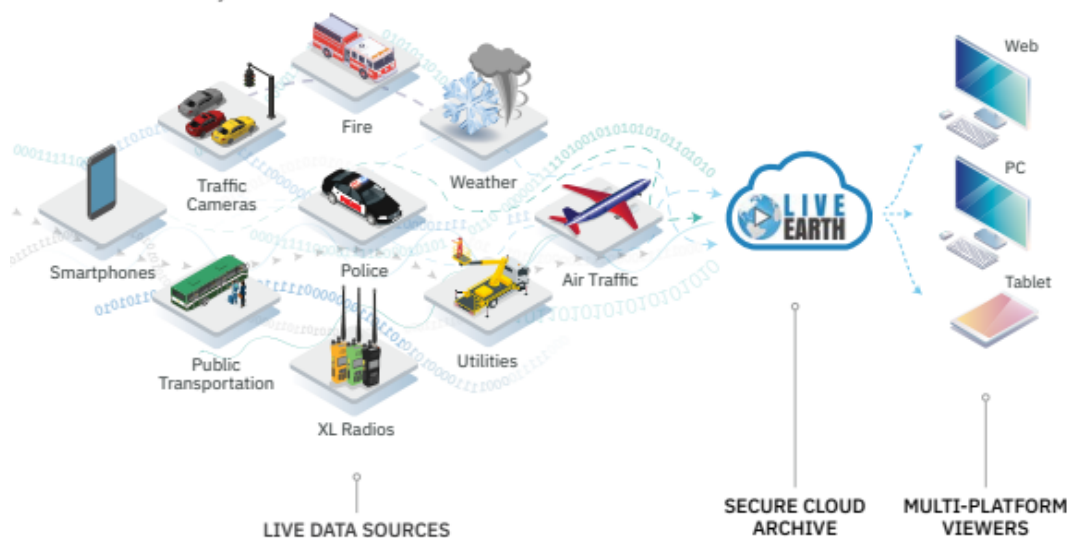 Fire
Traffic
Cameras
Weather
Smartphones
Police
Air Traffic
Public
Transportation
Utilities
XL Radios
LIVE DATA SOURCES
LIVE
EARTH
SECURE CLOUD
ARCHIVE
Web
PC
Tablet
MULTI-PLATFORM
VIEWERS